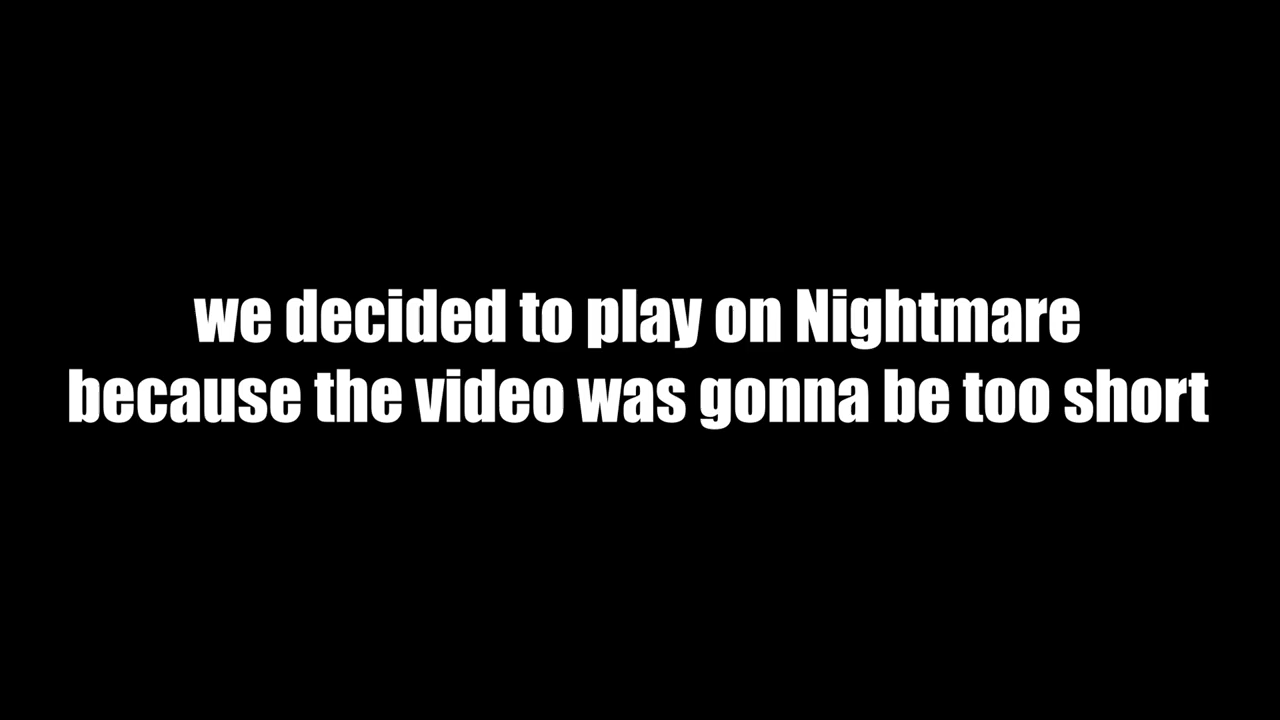 we decided to play on Nightmare
because the video was gonna be too short